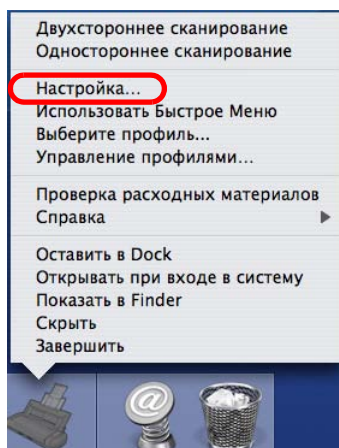 Двухстороннее сканирование
Одностороннее сканирование
Настройка...
Использовать Быстрое Меню
Выберите профиль...
Управление профилями...
Проверка расходных материалов
Справка
Оставить в Dock
Открывать при входе в систему
Показать в Finder
Скрыть
Завершить
@